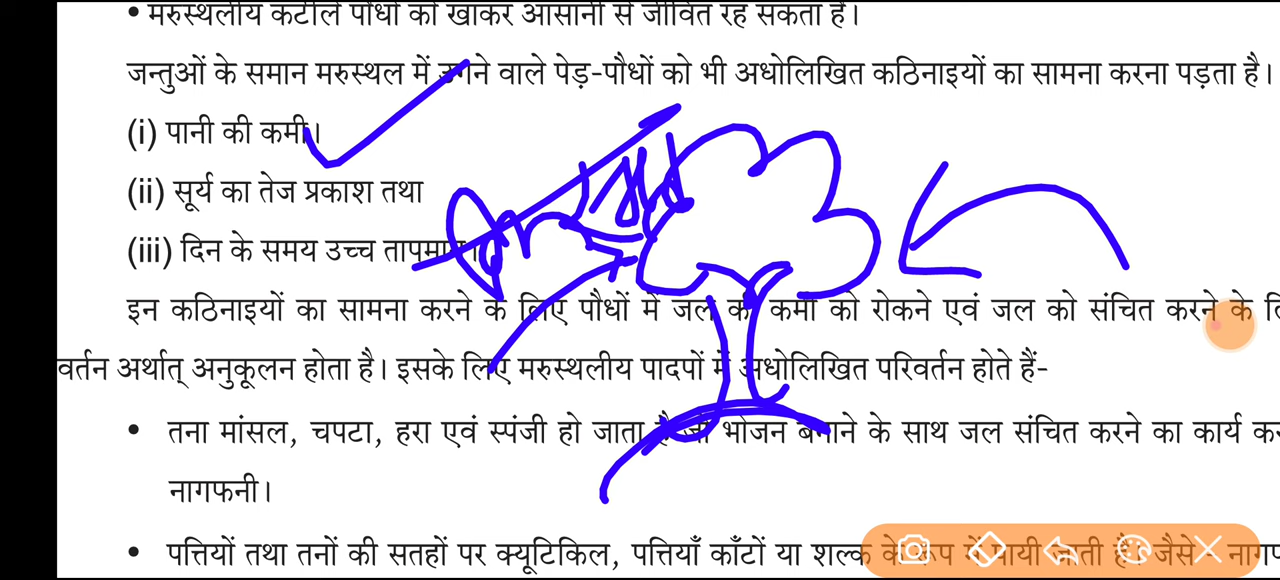 • मरुस्थलीय कटीले पौधों को खाकर आसानी से जीवित रह सकता है।
जन्तुओं के समान मरुस्थल में उगने वाले पेड़-पौधों को भी अधोलिखित कठिनाइयों का सामना करना पड़ता है।
(i) पानी की कमी।
(ii) सूर्य का तेज प्रकाश तथा
(iii) दिन के समय उच्च तापमान।
इन कठिनाइयों का सामना करने के लिए पौधों में जल की कमी को रोकने एवं जल को संचित करने के लि
वर्तन अर्थात् अनुकूलन होता है। इसके लिए मरुस्थलीय पादपों में अधोलिखित परिवर्तन होते हैं-
• तना मांसल, चपटा, हरा एवं स्पंजी हो जाता है जो भोजन बनाने के साथ जल संचित करने का कार्य कर
नागफनी।
• पत्तियों तथा तनों की सतहों पर क्यूटिकिल, पत्तियाँ काँटों या शल्क के रूप में पायी जाती हैं। जैसे - नागफ